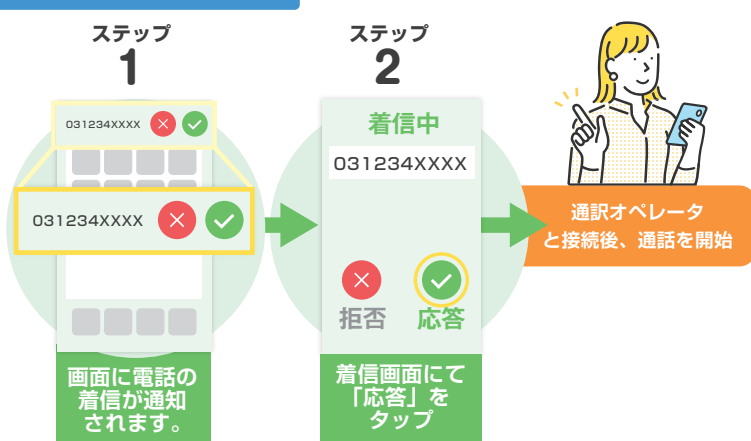 ステップ
1
031234XXXX
031234XXXX
画面に電話の
着信が通知
されます。
ステップ
2
着信中
031234XXXX
拒否
応答
着信画面にて
「応答」を
タップ
通訳オペレータ
と接続後、通話を開始